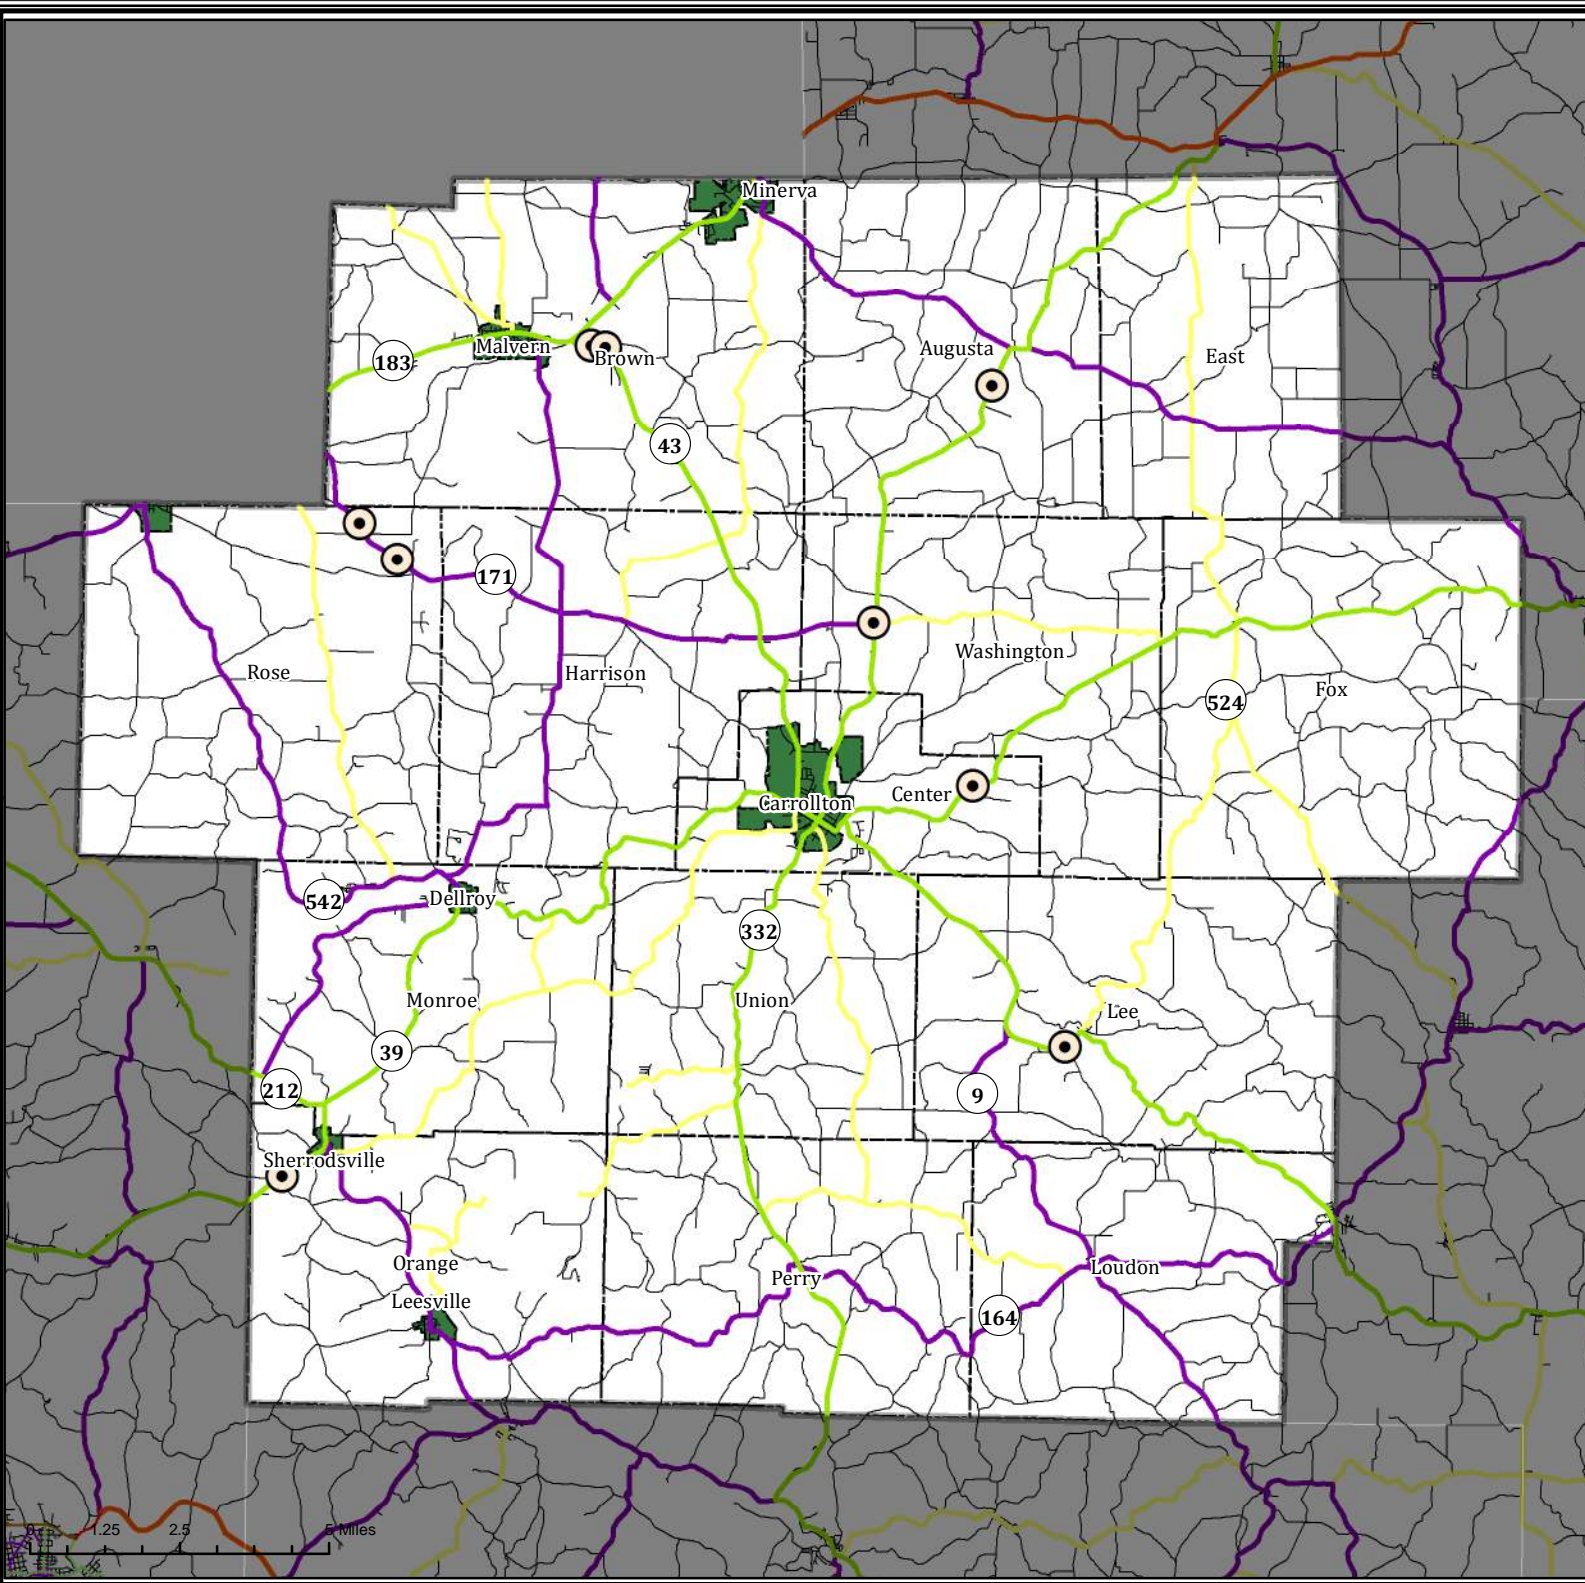 Minerva
Malvern
Brown
183
Augusta
East
43
171
Rose
Harrison
Washington
524
Fox
Center
Carrollton
542
Dellroy
332
Monroe
Union
Lee
39
212
9
Sherrodsville
Orange
Perry
Loudon
Leesville
164
0 1.25 2.5 5 Miles